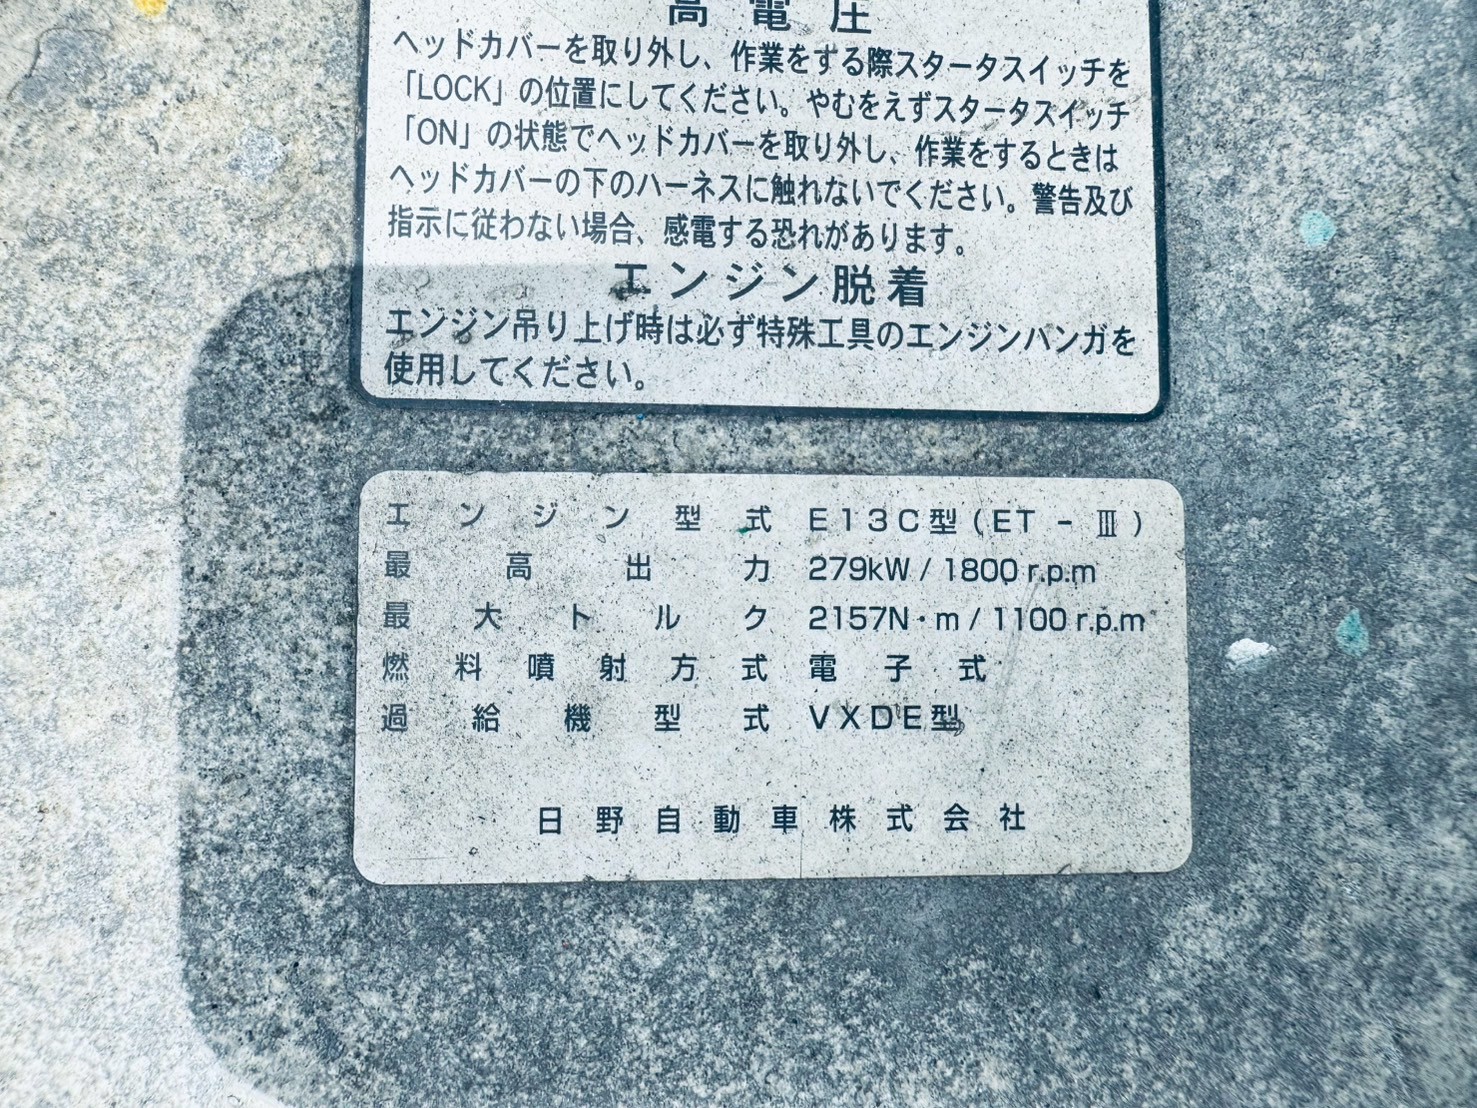 高電圧
ヘッドカバーを取り外し、作業をする際スタータスイッチを
「LOCK」の位置にしてください。やむをえずスタータスイッチ
「ON」の状態でヘッドカバーを取り外し、作業をするときは
ヘッドカバーの下のハーネスに触れないでください。警告及び
指示に従わない場合、感電する恐れがあります。
エンジン脱着
エンジン吊り上げ時は必ず特殊工具のエンジンハンガを
使用してください。
エンジン型式 E13C型(ET-Ⅲ)
最高出力 279kW / 1800 r.p.m
最大トルク 2157N・m / 1100 r.p.m
燃料噴射方式 電子式
過給機型式 VXDE型
日野自動車株式会社